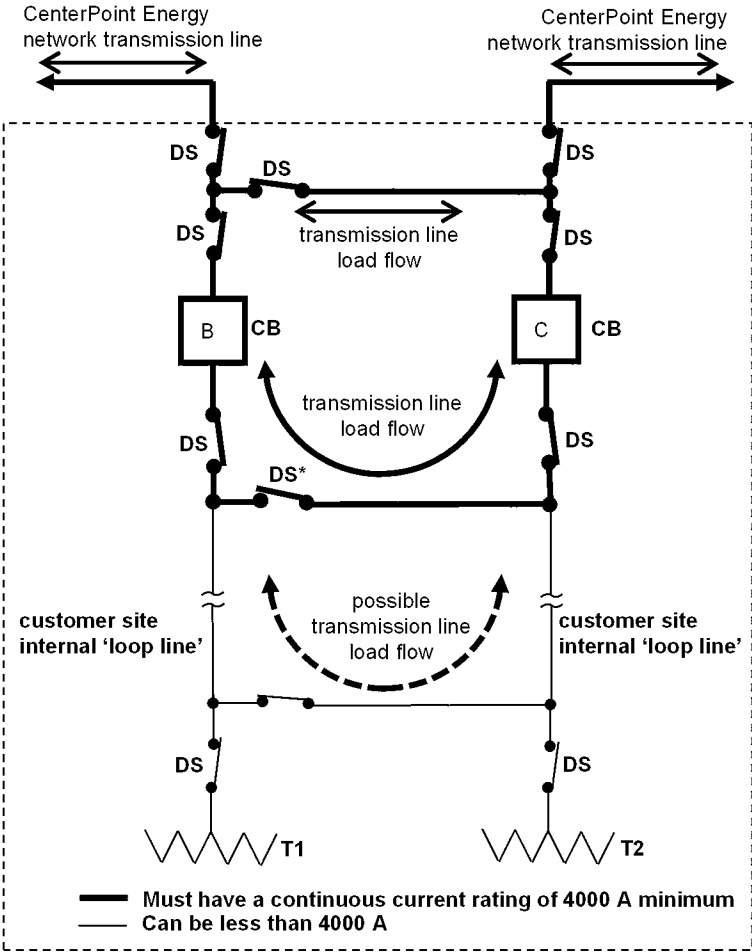 CenterPoint Energy
network transmission line
CenterPoint Energy
network transmission line
DS
DS
DS
DS
DS
transmission line
load flow
B
CB
C
CB
transmission line
load flow
DS
DS
DS*
customer site
internal ‘loop line’
possible
transmission line
load flow
customer site
internal ‘loop line’
DS
DS
T1
T2
Must have a continuous current rating of 4000 A minimum
Can be less than 4000 A